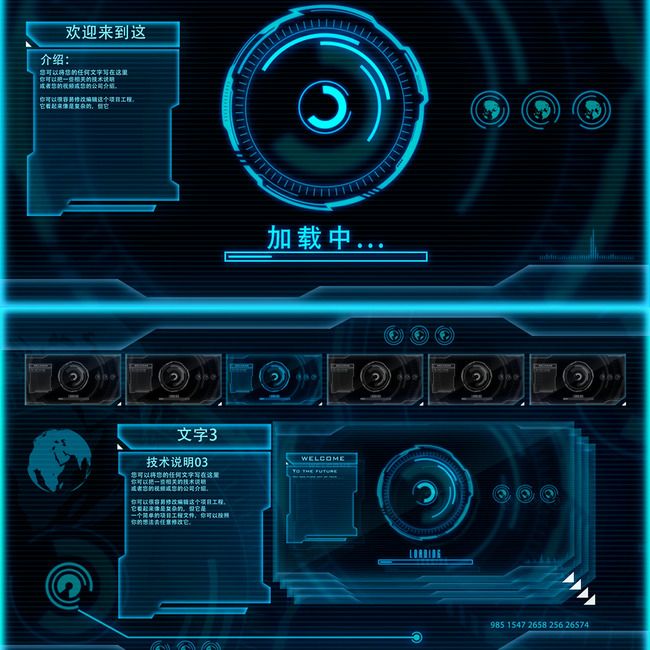 欢迎来到这
介绍：
您可以将您的任何文字写在这里
你可以把一些相关的技术说明
或者您的视频或您的公司介绍。
你可以很容易修改编辑这个项目工程。
它看起来像是复杂的，但它
加载中...
文字3
技术说明03
您可以将您的任何文字写在这里
你可以把一些相关的技术说明
或者您的视频或您的公司介绍。
你可以很容易修改编辑这个项目工程。
它看起来像是复杂的，但它是
一个简单的项目工程文件，你可以按照
你的想法去任意修改它。
WELCOME
TO THE FUTURE
LOADING
985 1547 2658 256 26574